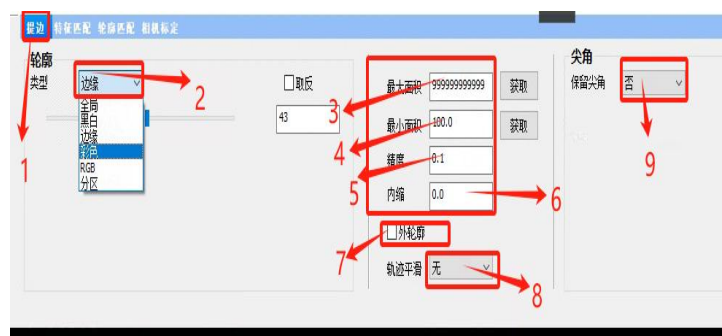 提边 特征匹配 轮廓匹配 相机标定
轮廓
类型 边缘 取反
全局
黑白
边缘
彩色
RGB
分区
43
最大面积 999999999999 获取
最小面积 100.0 获取
精度 0.1
内缩 0.0
外轮廓
轨迹平滑 无
尖角
保留尖角 否
1
2
3
4
5
6
7
8
9